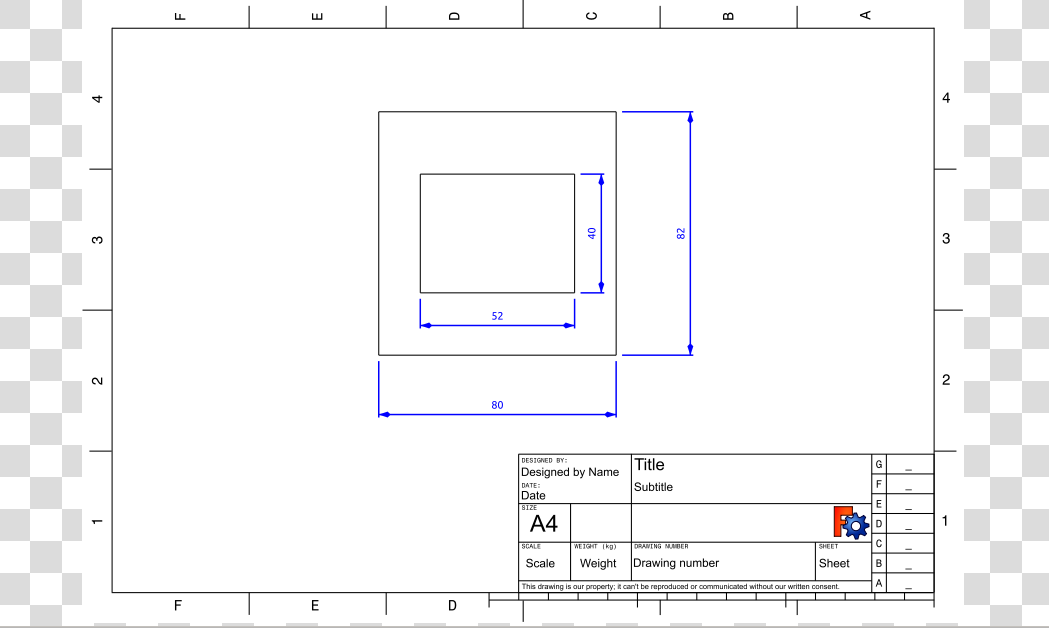 F E D C B A
4 4
40
82
3 3
52
2 2
80
DESIGNED BY:
Designed by Name
DATE:
Date
Title
Subtitle
G _
F _
SIZE
A4
E _
D _
1 1
SCALE
Scale
WEIGHT (kg)
Weight
DRAWING NUMBER
Drawing number
SHEET
Sheet
C _
B _
This drawing is our property; it can't be reproduced or communicated without our written consent.
A _
F E D